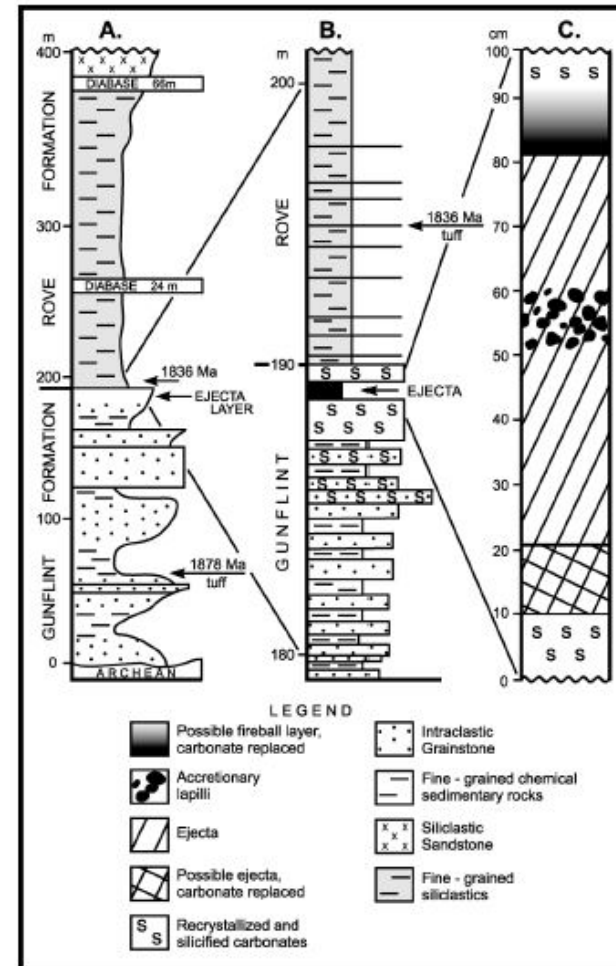 A.
m
400
DIABASE 66m
300
DIABASE 24 m
1836 Ma
200
EJECTA
LAYER
100
1878 Ma
tuff
0
ARCHEAN
FORMATION
ROVE
FORMATION
GUNFLINT
B.
m
200
1836 Ma
tuff
190
S S S S
EJECTA
S S S
S S S
S S S S
S S S
S S S S
180
ROVE
GUNFLINT
C.
cm
100
S S
90
S
80
70
60
50
40
30
20
10
S S
S S
S
0
LEGEND
Possible fireball layer,
carbonate replaced
Accretionary
lapilli
Ejecta
Possible ejecta,
carbonate replaced
S
S
Recrystallized and
silicified carbonates
Intraclastic
Grainstone
Fine - grained chemical
sedimentary rocks
x x
x
x x
Siliclastic
Sandstone
Fine - grained
siliclastics